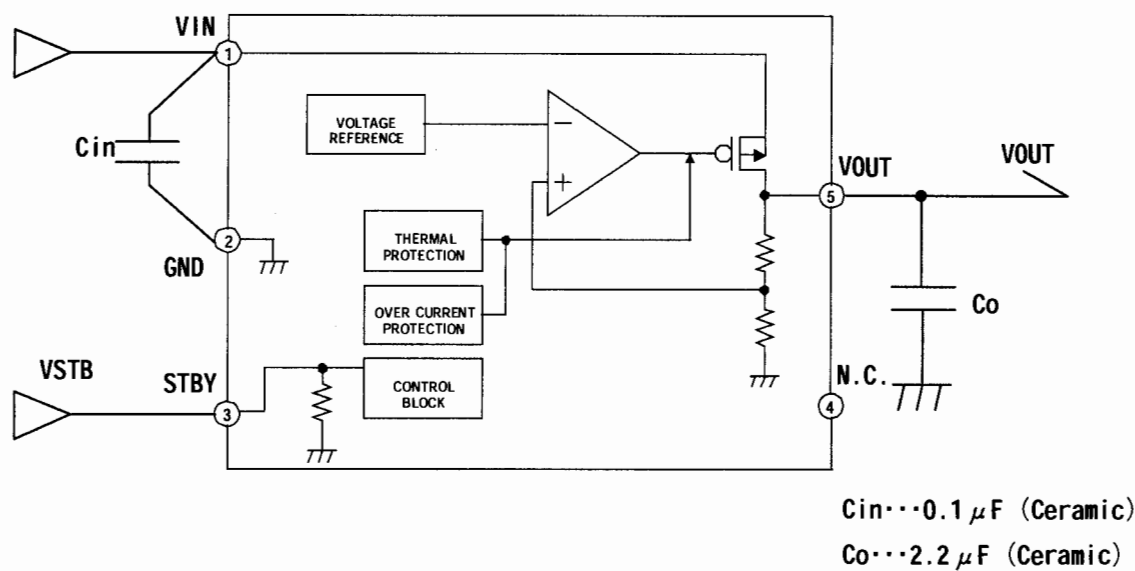 VIN
1
VOLTAGE
REFERENCE
−
+
Cin
VOUT
VOUT
5
2
GND
THERMAL
PROTECTION
OVER CURRENT
PROTECTION
Co
VSTB
STBY
3
CONTROL
BLOCK
N.C.
4
Cin···0.1μF (Ceramic)
Co···2.2μF (Ceramic)